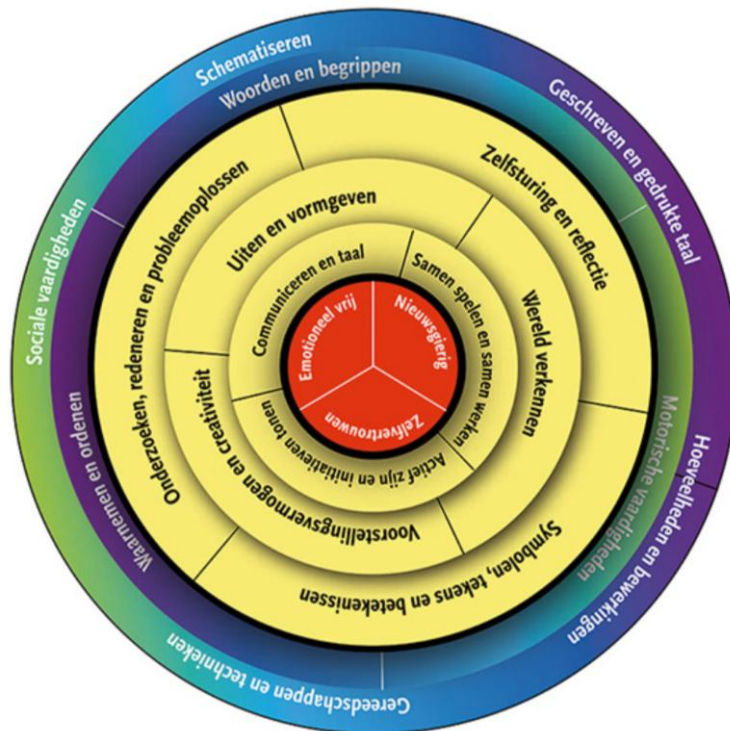 Schematiseren
Woorden en begrippen
Geschreven en gedrukte taal
Zelfsturing en reflectie
Onderzoeken, redeneren en probleemoplossen
Uiten en vormgeven
Communiceren en taal
Samen spelen en samen werken
Wereld verkennen
Sociale vaardigheden
Emotioneel vrij
Nieuwsgierig
Zelfvertrouwen
Actief zijn en initiatieven tonen
Voorstellingsvermogen en creativiteit
Symbolen, tekens en betekenissen
Waarnemen en ordenen
Motorische vaardigheden
Hoeveelheden en bewerkingen
Gereedschappen en technieken